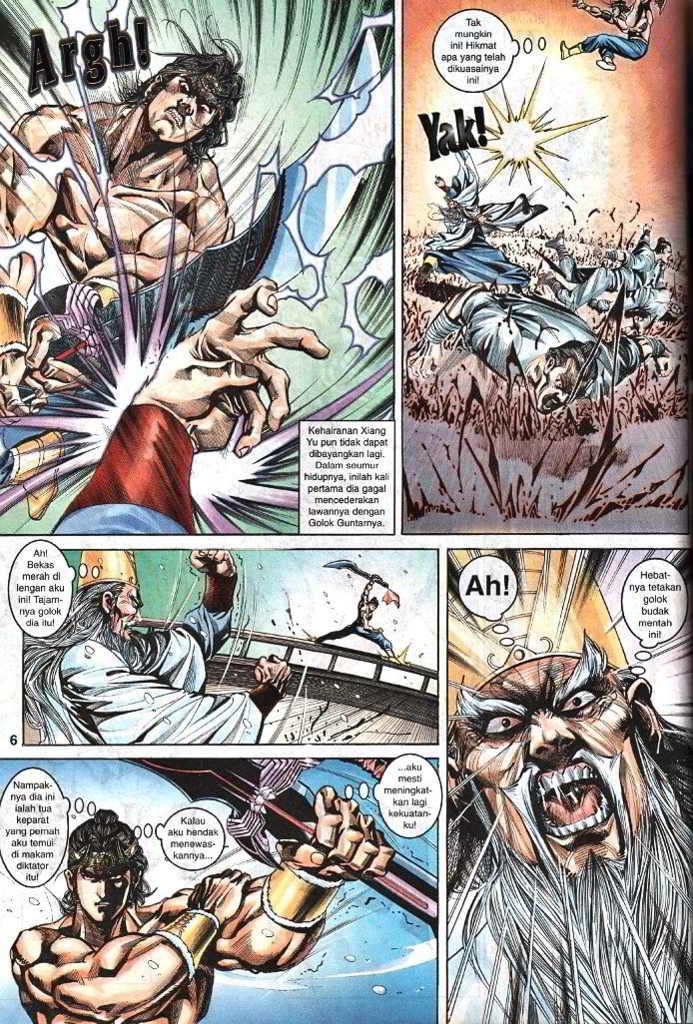 Argh!
Kehairanan Xiang
Yu pun tidak dapat
dibayangkan lagi.
Dalam seumur
hidupnya, inilah kali
pertama dia gagal
mencederakan
lawannya dengan
Golok Gunturnya.
Tak
mungkin
ini! Hikmat
apa yang telah
dikuasainya
ini!
Yak!
Ah!
Bekas
merah di
lengan aku
ini! Tajam-
nya golok
dia itu!
Ah!
Hebat-
nya tetakan
golok
budak
mentah
ini!
6
Nampak-
nya dia ini
ialah tua
keparat
yang pernah
aku temui
di makam
diktator
itu!
Kalau
aku hendak
menewas-
kannya...
...aku
mesti
meningkat-
kan lagi
kekuatan-
ku!